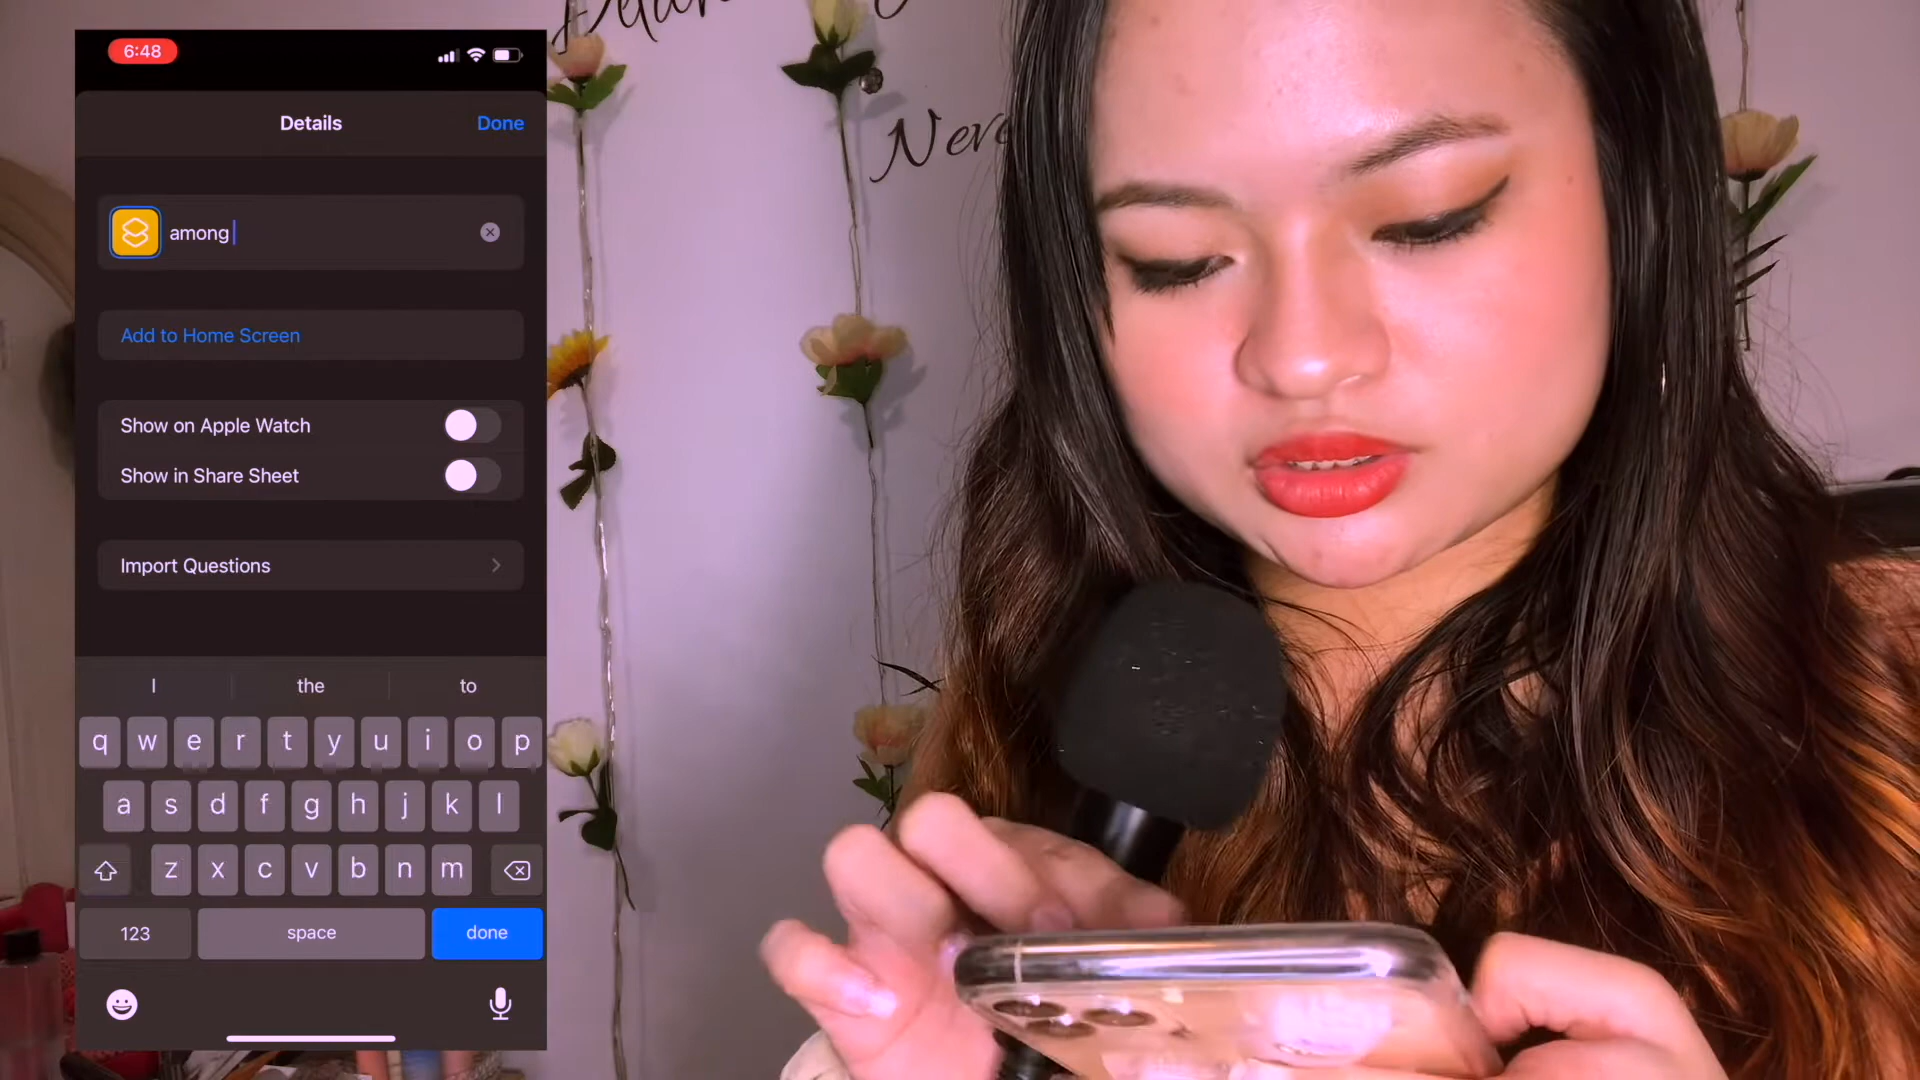 6:48
Details
Done
among
Add to Home Screen
Show on Apple Watch
Show in Share Sheet
Import Questions
I the to
q w e r t y u i o p
a s d f g h j k l
z x c v b n m
123 space done